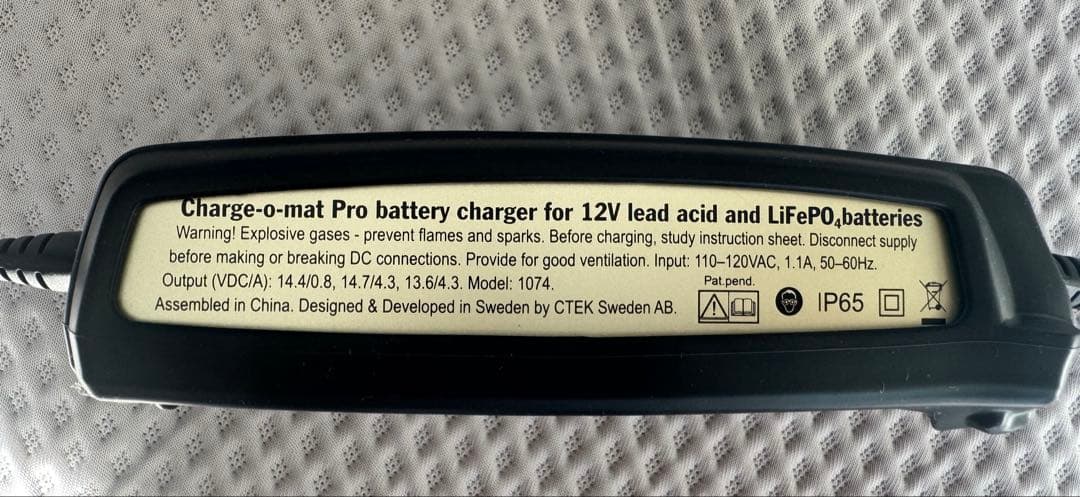 Charge-o-mat Pro battery charger for 12V lead acid and LiFePO₄batteries
Warning! Explosive gases - prevent flames and sparks. Before charging, study instruction sheet. Disconnect supply
before making or breaking DC connections. Provide for good ventilation. Input: 110–120VAC, 1.1A, 50–60Hz.
Output (VDC/A): 14.4/0.8, 14.7/4.3, 13.6/4.3. Model: 1074.
Pat.pend.
Assembled in China. Designed & Developed in Sweden by CTEK Sweden AB.
IP65